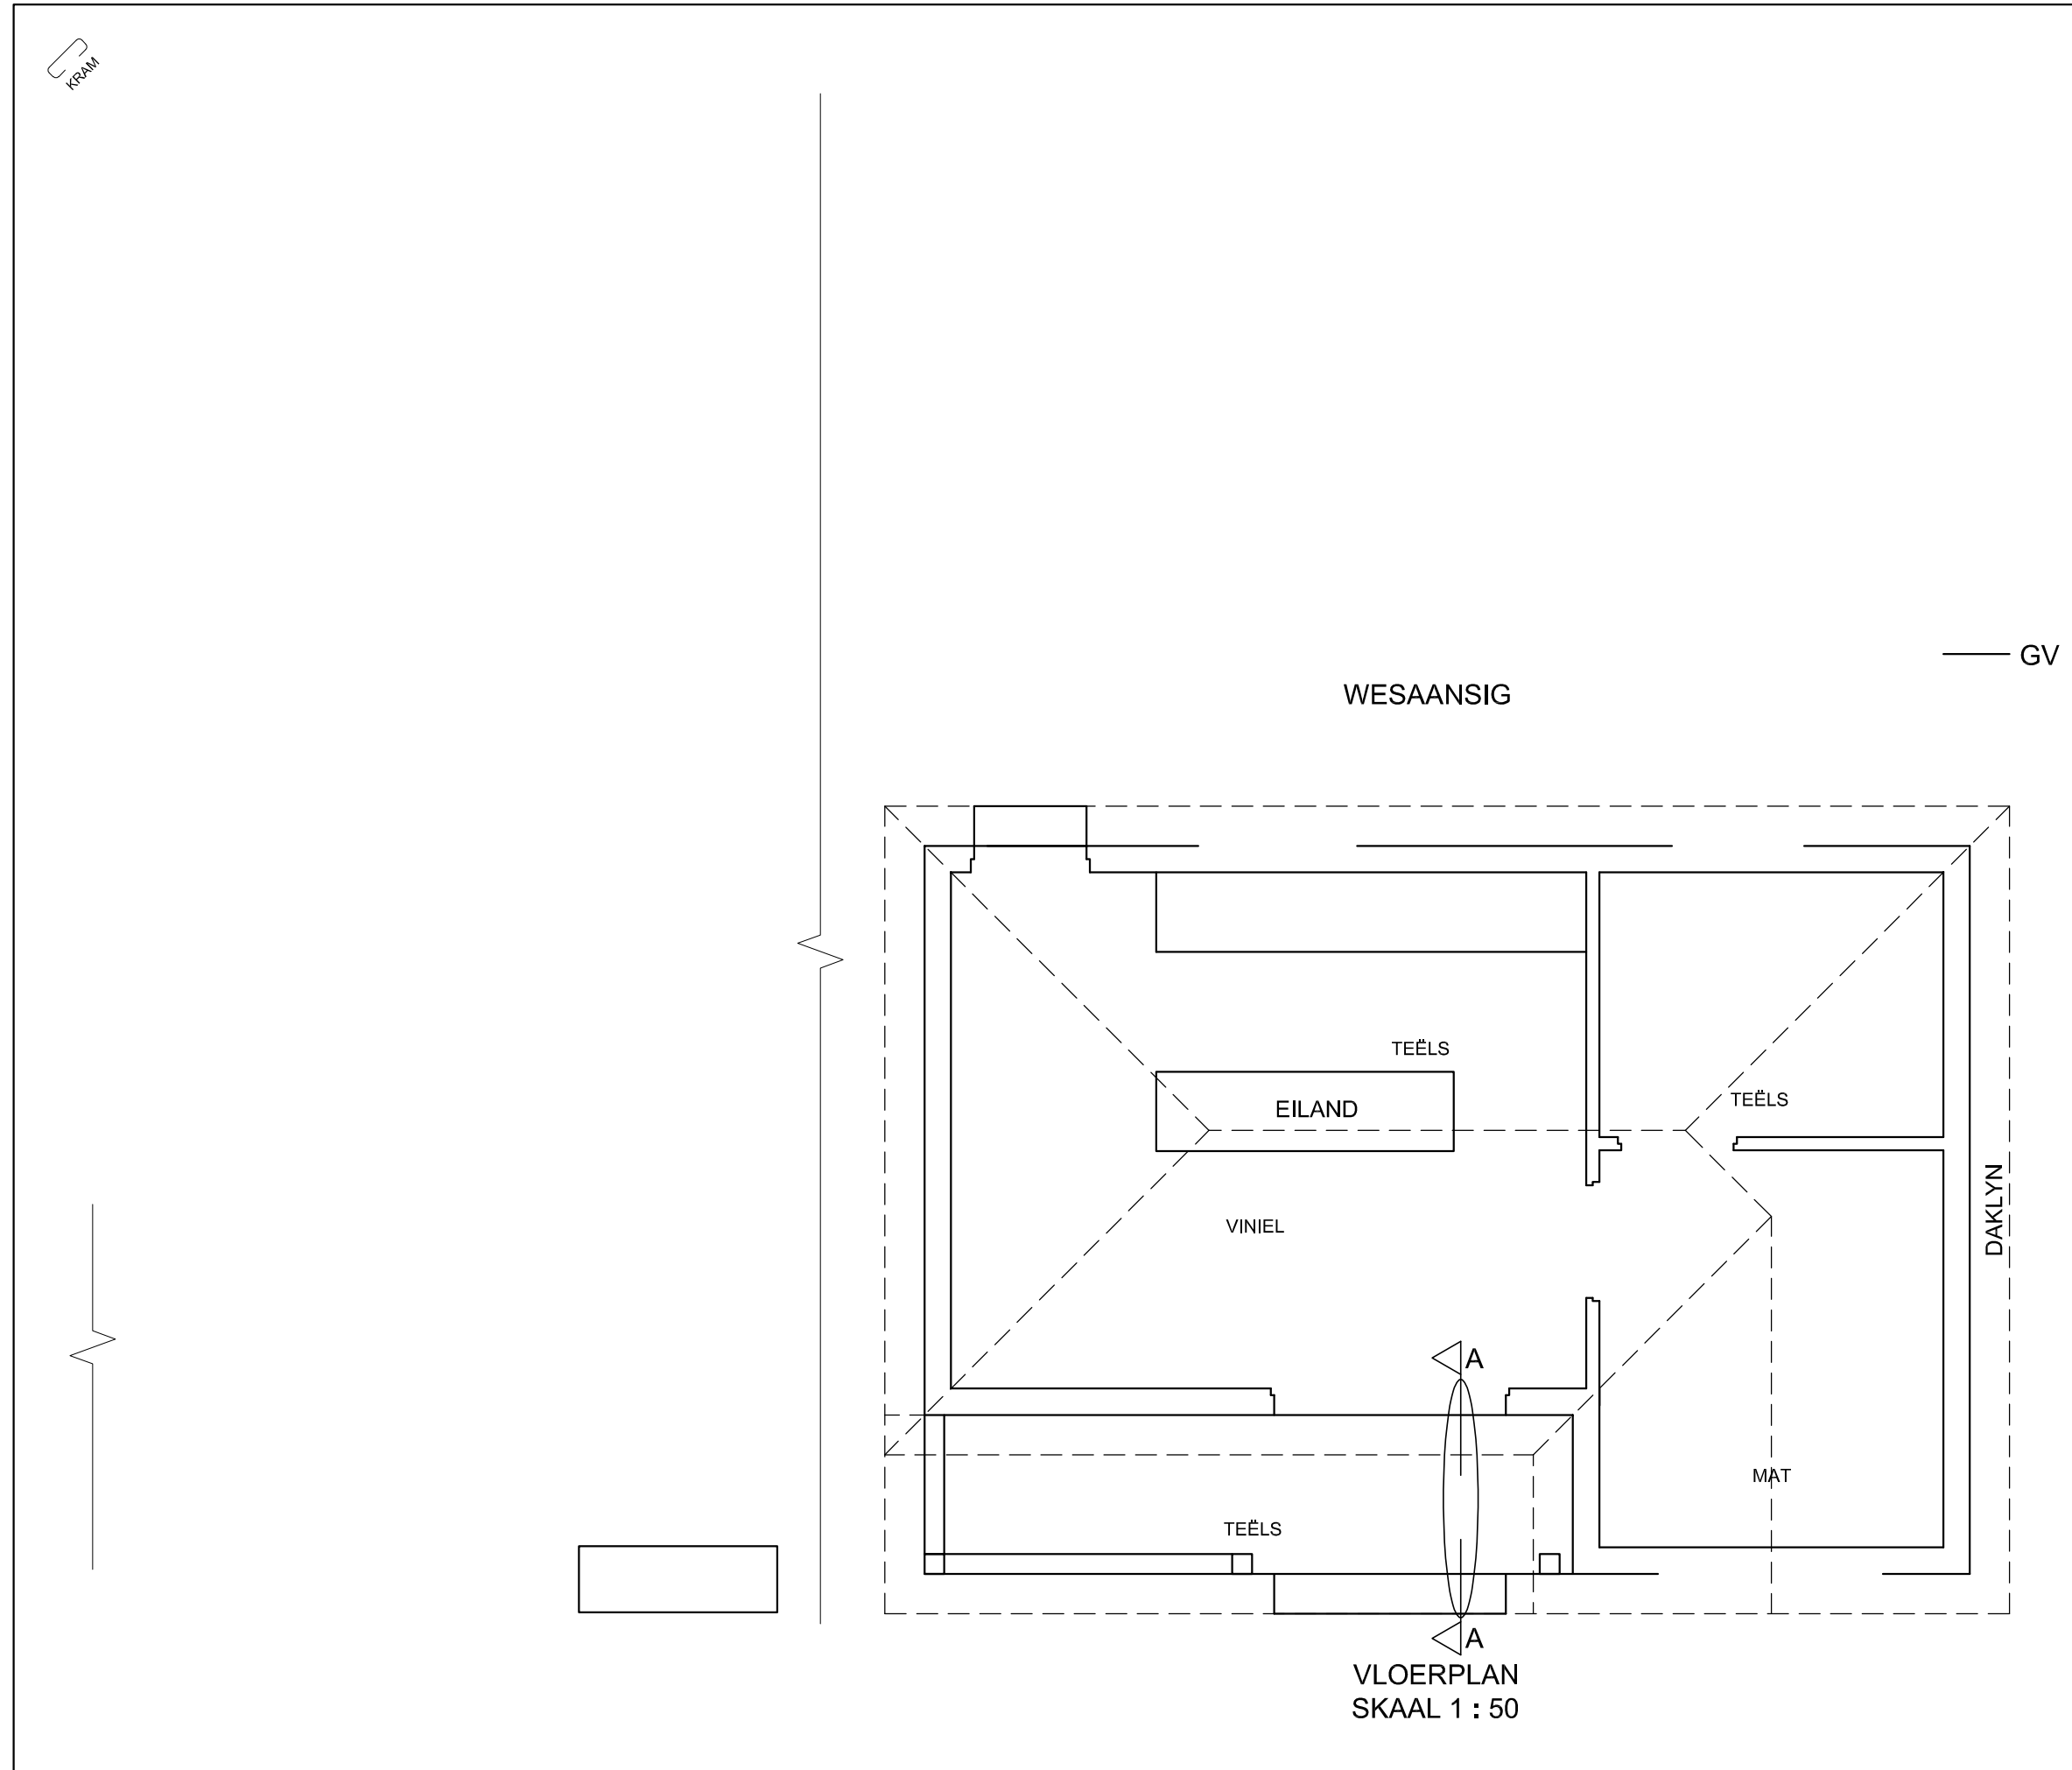 KRAM
GV
WESAANSIG
TEËLS
EILAND
TEËLS
DAKLYN
VINIEL
A
MAT
TEËLS
A
VLOERPLAN
SKAAL 1 : 50